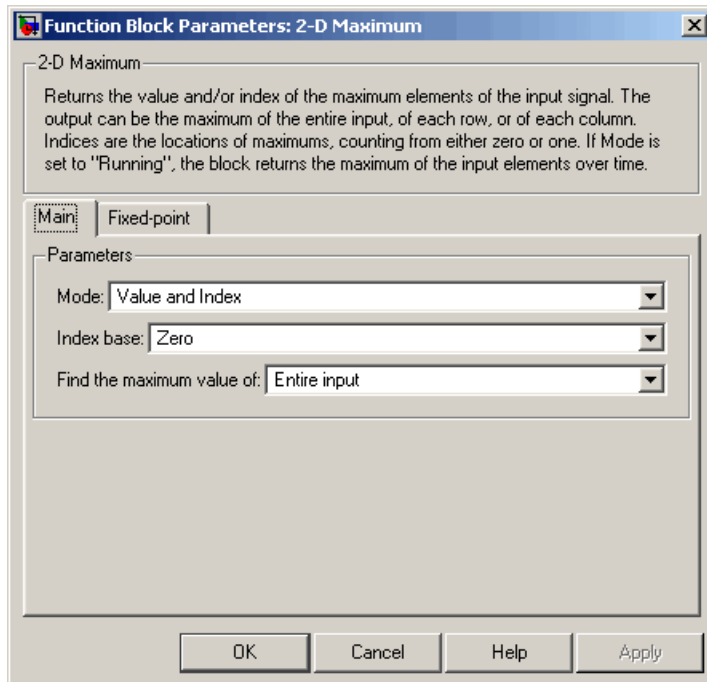 Function Block Parameters: 2-D Maximum
2-D Maximum
Returns the value and/or index of the maximum elements of the input signal. The
output can be the maximum of the entire input, of each row, or of each column.
Indices are the locations of maximums, counting from either zero or one. If Mode is
set to "Running", the block returns the maximum of the input elements over time.
Main Fixed-point
Parameters
Mode: Value and Index
Index base: Zero
Find the maximum value of: Entire input
OK Cancel Help Apply